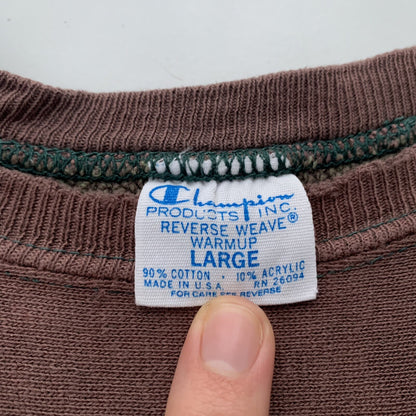 Champion
PRODUCTS INC.
REVERSE WEAVE®
WARMUP
LARGE
90% COTTON · 10% ACRYLIC
MADE IN U.S.A. RN 26094
FOR CARE SEE REVERSE